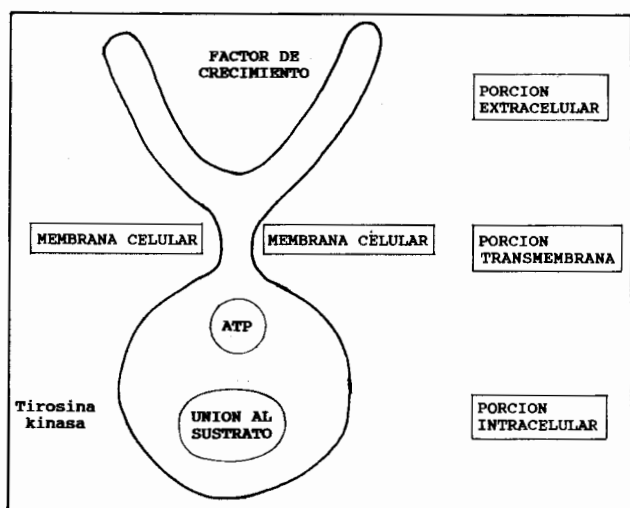 FACTOR DE
CRECIMIENTO
PORCION
EXTRACELULAR
MEMBRANA CELULAR
MEMBRANA CELULAR
PORCION
TRANSMEMBRANA
ATP
Tirosina
kinasa
UNION AL
SUSTRATO
PORCION
INTRACELULAR